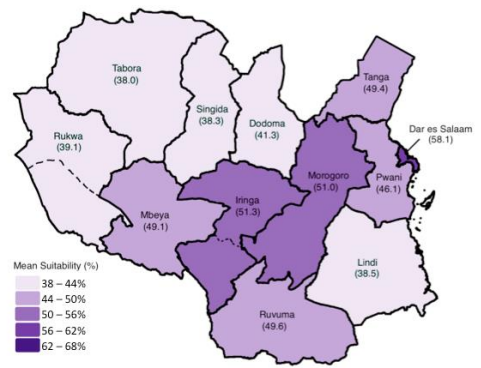 Tabora
(38.0)
Singida
(38.3)
Dodoma
(41.3)
Tanga
(49.4)
Dar es Salaam
(58.1)
Rukwa
(39.1)
Morogoro
(51.0)
Pwani
(46.1)
Iringa
(51.3)
Mbeya
(49.1)
Lindi
(38.5)
Ruvuma
(49.6)
Mean Suitability (%)
38 – 44%
44 – 50%
50 – 56%
56 – 62%
62 – 68%